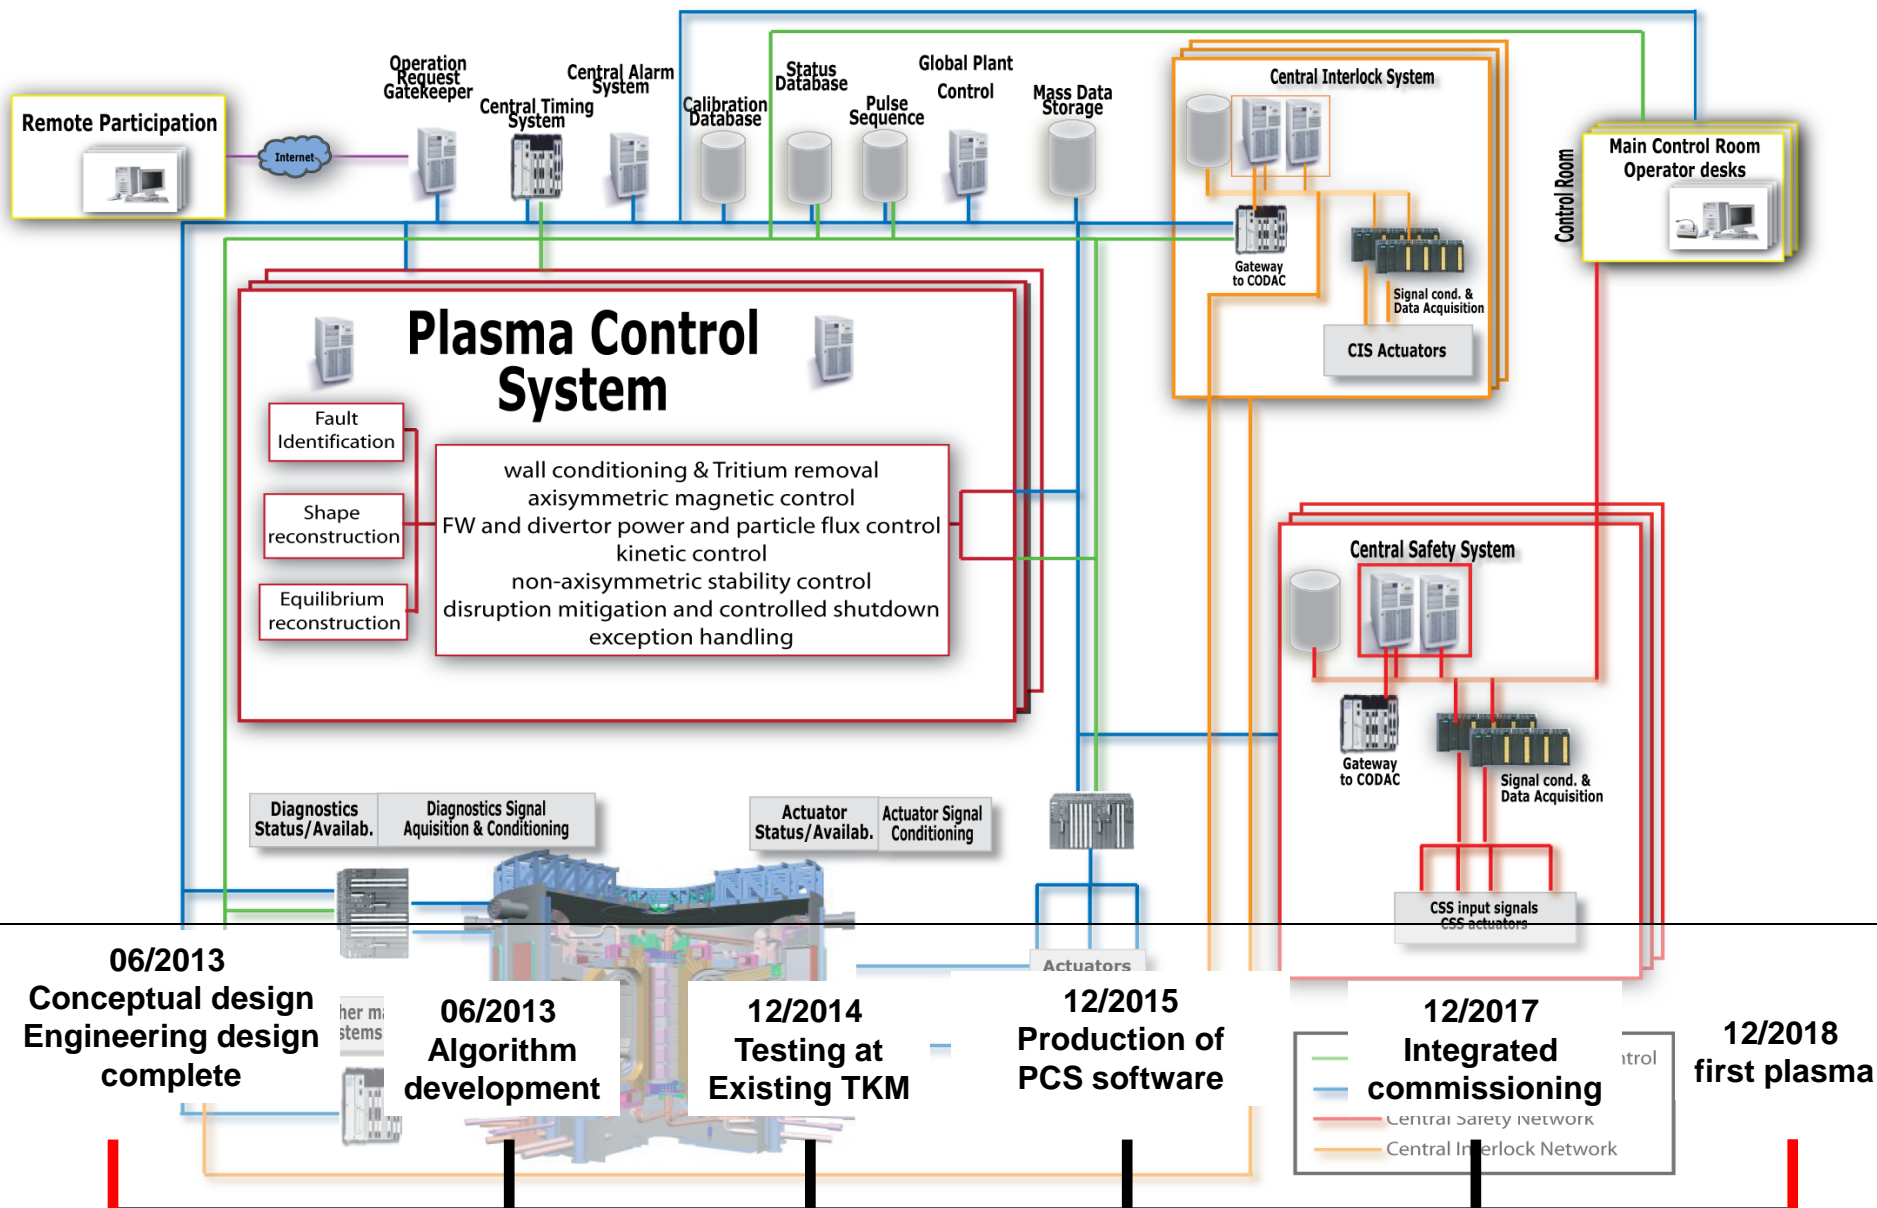 Operation
Request
Gatekeeper
Central Timing
System
Central Alarm
System
Calibration
Database
Status
Database
Pulse
Sequence
Global Plant
Control
Mass Data
Storage
Remote Participation
Internet
Central Interlock System
Gateway
to CODAC
Signal cond. &
Data Acquisition
CIS Actuators
Control Room
Main Control Room
Operator desks
Plasma Control
System
Fault
Identification
Shape
reconstruction
Equilibrium
reconstruction
wall conditioning & Tritium removal
axisymmetric magnetic control
FW and divertor power and particle flux control
kinetic control
non-axisymmetric stability control
disruption mitigation and controlled shutdown
exception handling
Central Safety System
Gateway
to CODAC
Signal cond. &
Data Acquisition
CSS input signals
CSS actuators
Diagnostics
Status/Availab.
Diagnostics Signal
Aquisition & Conditioning
Actuator
Status/Availab.
Actuator Signal
Conditioning
Actuators
06/2013
Conceptual design
Engineering design
complete
06/2013
Algorithm
development
12/2014
Testing at
Existing TKM
12/2015
Production of
PCS software
12/2017
Integrated
commissioning
12/2018
first plasma
Central Safety Network
Central Interlock Network